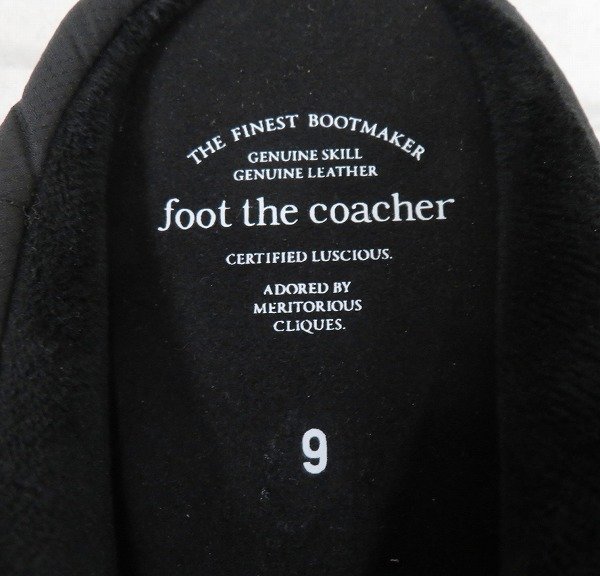 THE FINEST BOOTMAKER
GENUINE SKILL
GENUINE LEATHER
foot the coacher
CERTIFIED LUSCIOUS.
ADORED BY
MERITORIOUS
CLIQUES.
9